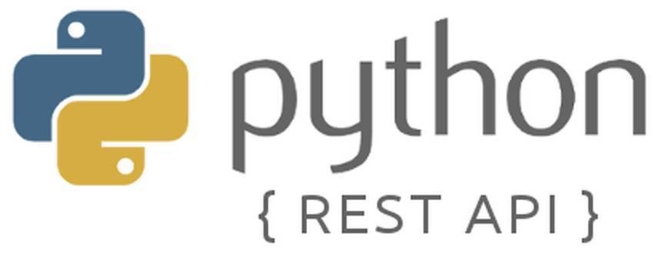 python
{ REST API }